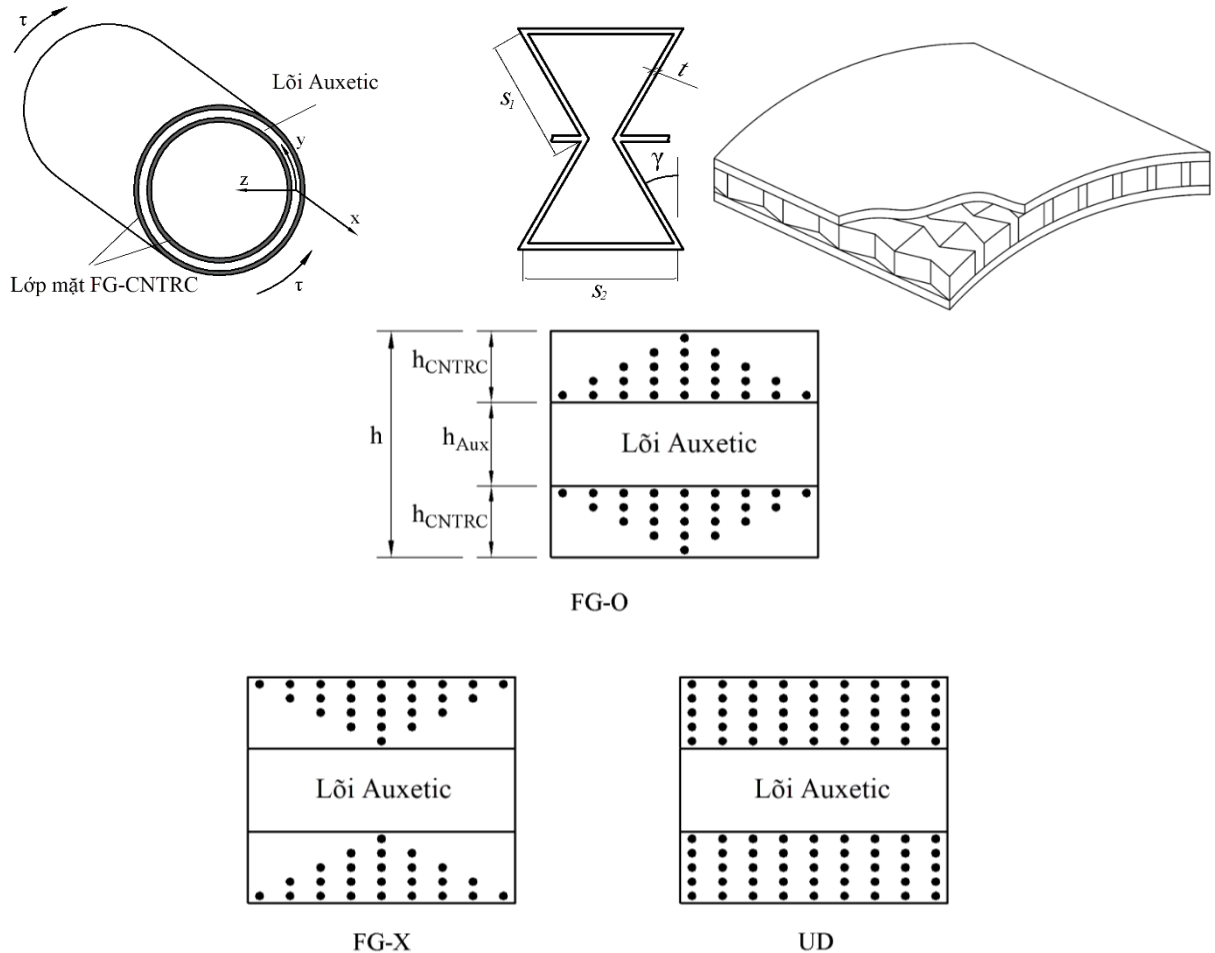 τ
Lõi Auxetic
y
z
x
Lớp mặt FG-CNTRC
τ
s1
t
γ
s2
hCNTRC
h
hAux
Lõi Auxetic
hCNTRC
FG-O
Lõi Auxetic
FG-X
Lõi Auxetic
UD